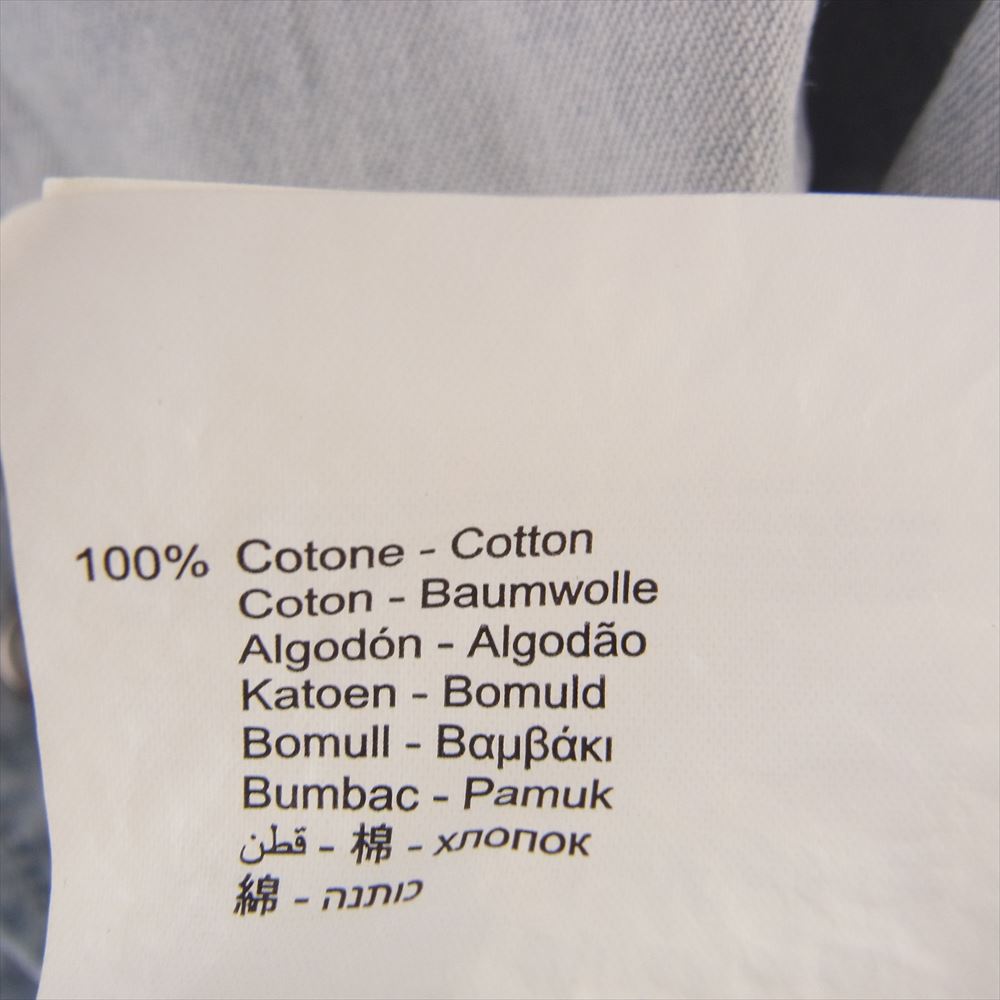 100% Cotone - Cotton
Coton - Baumwolle
Algodón - Algodão
Katoen - Bomuld
Bomull - Βαμβάκι
Bumbac - Pamuk
قطن - 棉 - хлопок
綿 - כותנה